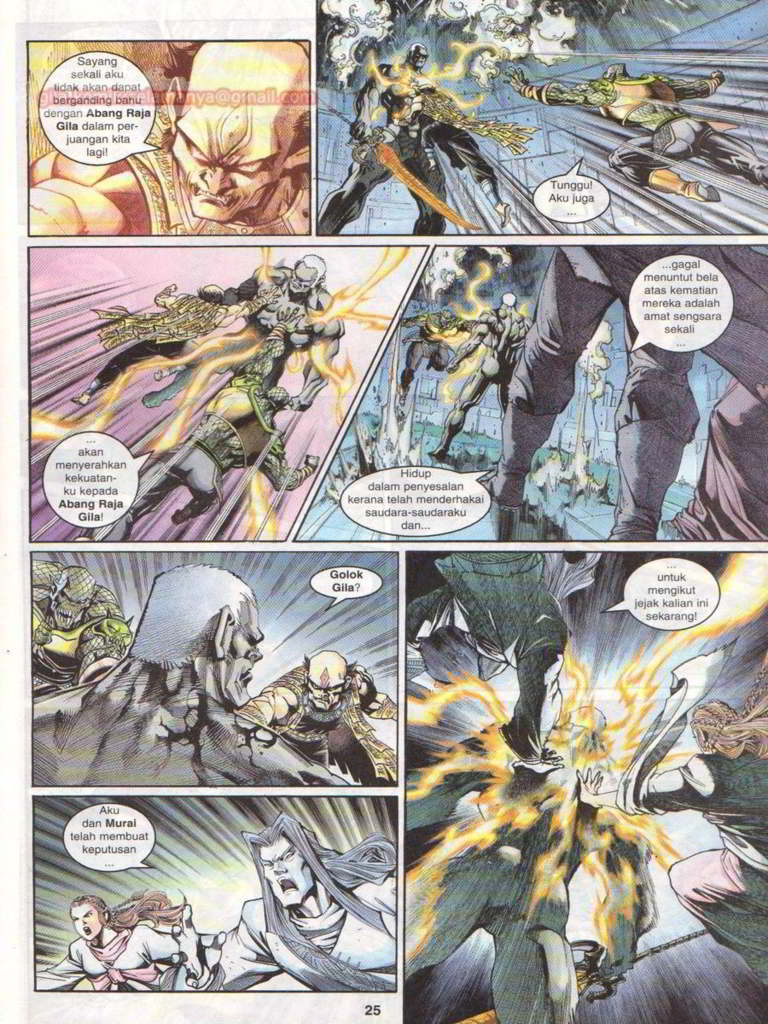 Sayang
sekali aku
tidak akan dapat
berganding bahu
dengan Abang Raja
Gila dalam per-
juangan kita
lagi!
Tunggu!
Aku juga
...
...
akan
menyerahkan
kekuatan-
ku kepada
Abang Raja
Gila!
...gagal
menuntut bela
atas kematian
mereka adalah
amat sengsara
sekali
...
Hidup
dalam penyesalan
kerana telah menderhakai
saudara-saudaraku
dan...
Golok
Gila?
Aku
dan Murai
telah membuat
keputusan
...
...
untuk
mengikut
jejak kalian ini
sekarang!
25